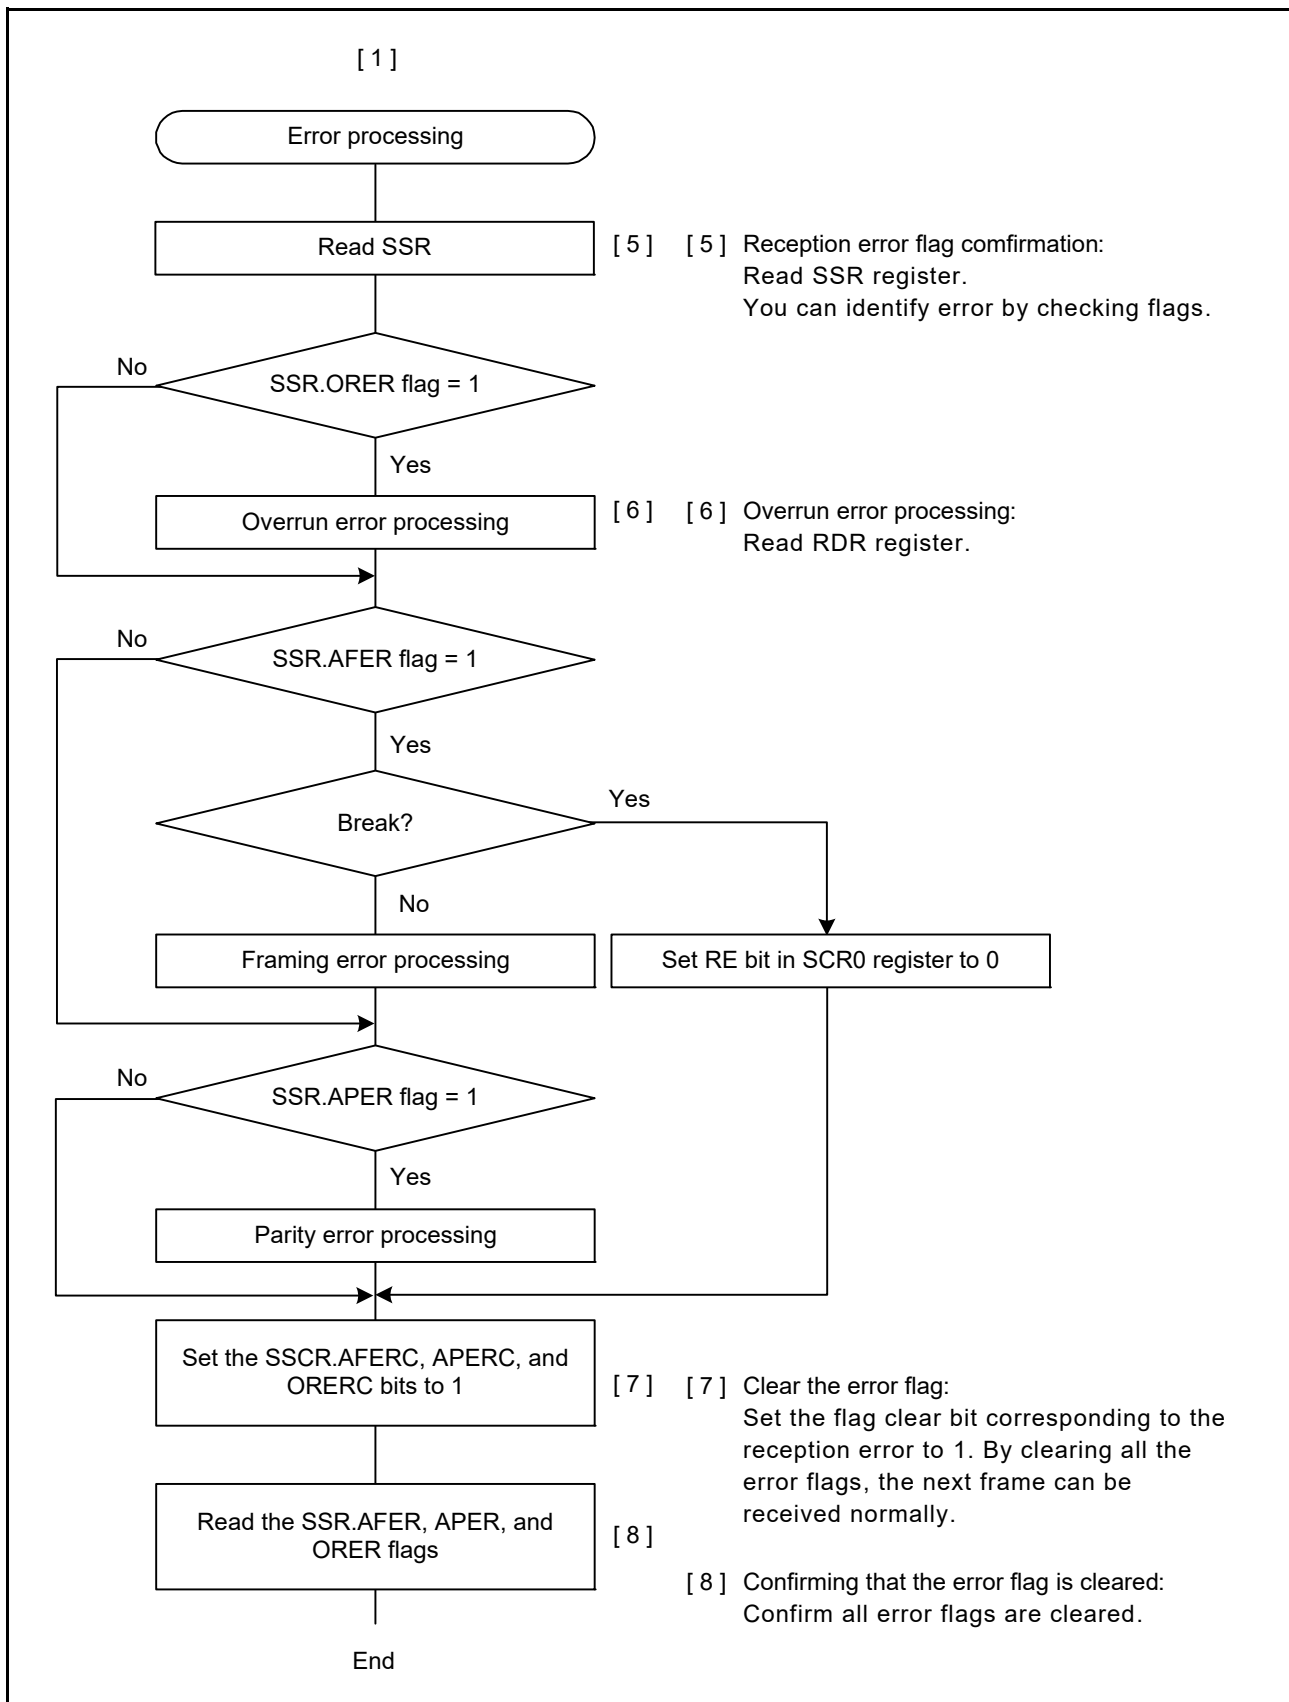 [ 1 ]
Error processing
Read SSR
[ 5 ]
[ 5 ] Reception error flag comfirmation:
Read SSR register.
You can identify error by checking flags.
No
SSR.ORER flag = 1
Yes
Overrun error processing
[ 6 ]
[ 6 ] Overrun error processing:
Read RDR register.
No
SSR.AFER flag = 1
Yes
Break?
Yes
No
Framing error processing
Set RE bit in SCR0 register to 0
No
SSR.APER flag = 1
Yes
Parity error processing
Set the SSCR.AFERC, APERC, and
ORERC bits to 1
[ 7 ]
[ 7 ] Clear the error flag:
Set the flag clear bit corresponding to the
reception error to 1. By clearing all the
error flags, the next frame can be
received normally.
Read the SSR.AFER, APER, and
ORER flags
[ 8 ]
[ 8 ] Confirming that the error flag is cleared:
Confirm all error flags are cleared.
End